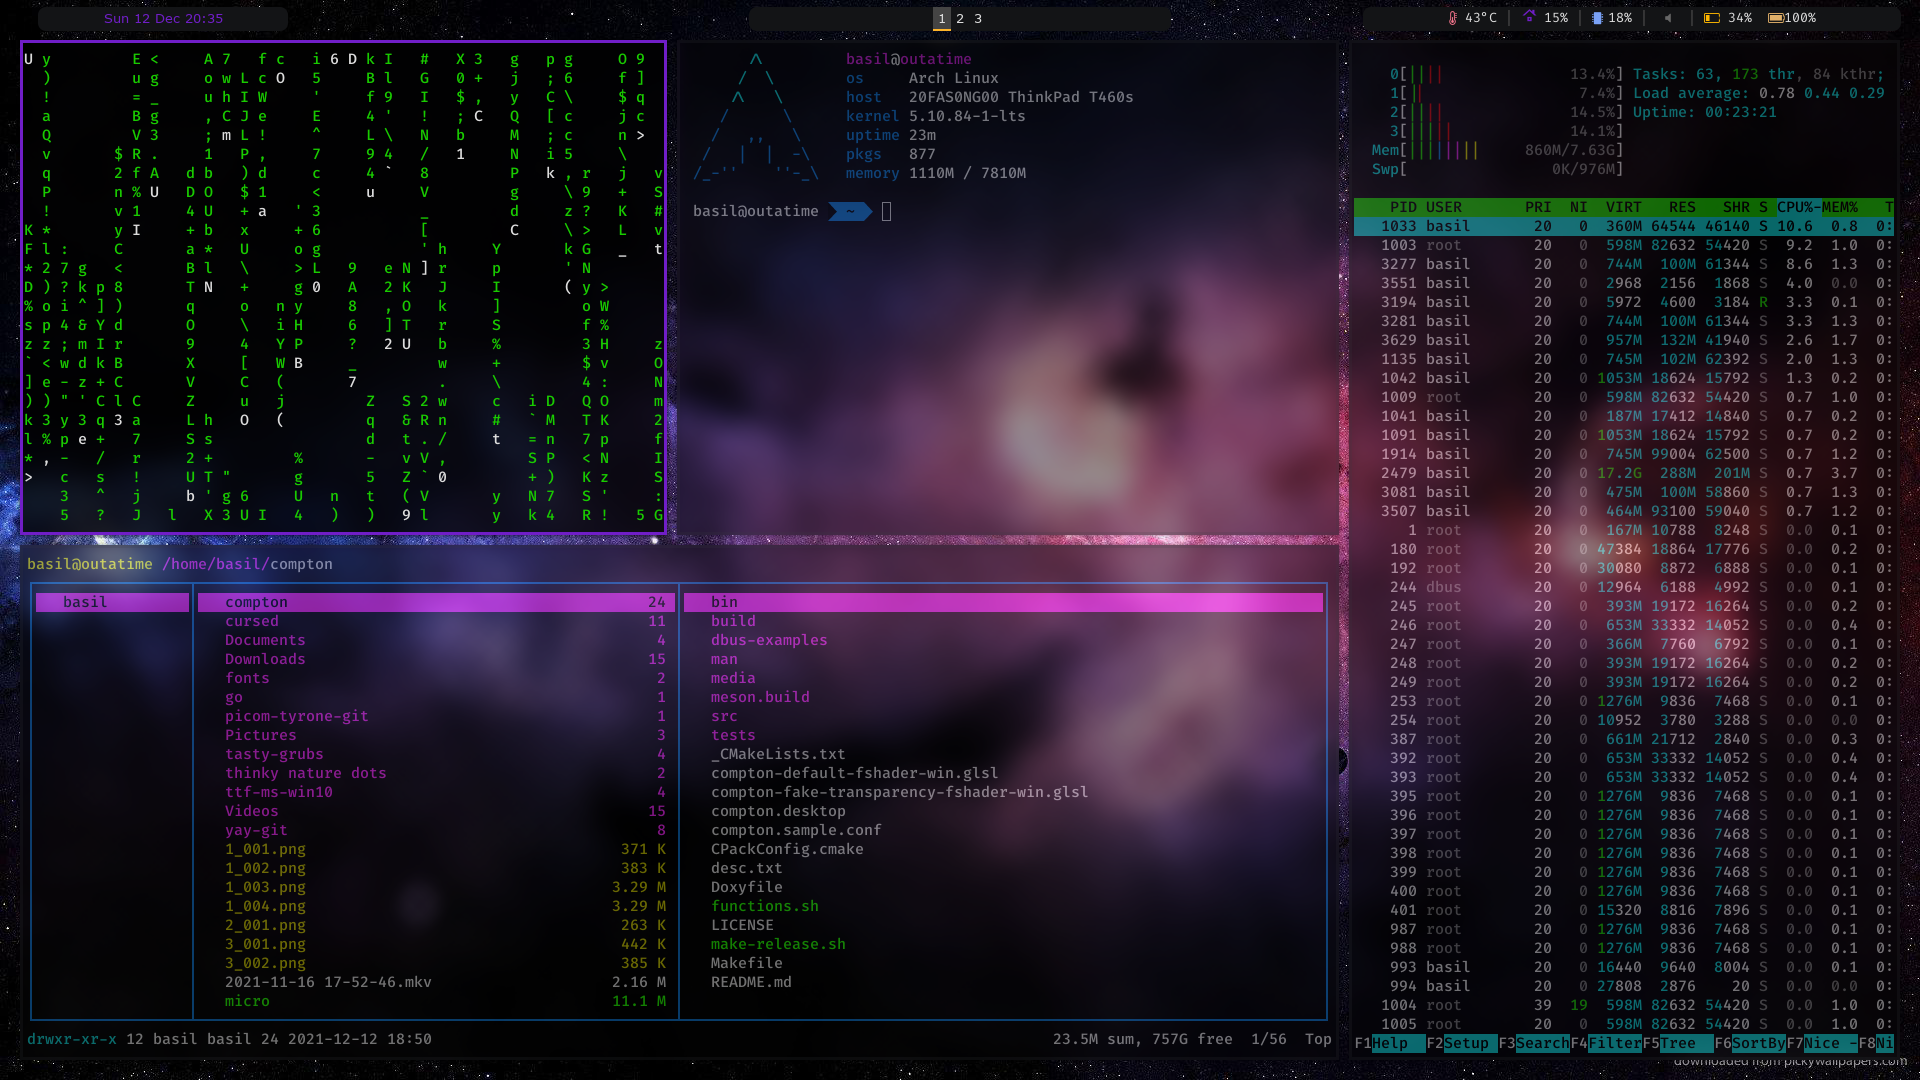 Sun 12 Dec 20:35
1 2 3
43°C 15% 18% 34% 100%
basil@outatime
os Arch Linux
host 20FAS0NG00 ThinkPad T460s
kernel 5.10.84-1-lts
uptime 23m
pkgs 877
memory 1110M / 7810M
basil@outatime ~
0[|||| 13.4%] Tasks: 63, 173 thr, 84 kthr;
1[|| 7.4%] Load average: 0.78 0.44 0.29
2[|||| 14.5%] Uptime: 00:23:21
3[||||| 14.1%]
Mem[|||||||| 860M/7.63G]
Swp[ 0K/976M]
PID USER PRI NI VIRT RES SHR S CPU%-MEM% T
1033 basil 20 0 360M 64544 46140 S 10.6 0.8 0:
1003 root 20 0 598M 82632 54420 S 9.2 1.0 0:
3277 basil 20 0 744M 100M 61344 S 8.6 1.3 0:
3551 basil 20 0 2968 2156 1868 S 4.0 0.0 0:
3194 basil 20 0 5972 4600 3184 R 3.3 0.1 0:
3281 basil 20 0 744M 100M 61344 S 3.3 1.3 0:
3629 basil 20 0 957M 132M 41940 S 2.6 1.7 0:
1135 basil 20 0 745M 102M 62392 S 2.0 1.3 0:
1042 basil 20 0 1053M 18624 15792 S 1.3 0.2 0:
1009 root 20 0 598M 82632 54420 S 0.7 1.0 0:
1041 basil 20 0 187M 17412 14840 S 0.7 0.2 0:
1091 basil 20 0 1053M 18624 15792 S 0.7 0.2 0:
1914 basil 20 0 745M 99004 62500 S 0.7 1.2 0:
2479 basil 20 0 17.2G 288M 201M S 0.7 3.7 0:
3081 basil 20 0 475M 100M 58860 S 0.7 1.3 0:
3507 basil 20 0 464M 93100 59040 S 0.7 1.2 0:
1 root 20 0 167M 10788 8248 S 0.0 0.1 0:
180 root 20 0 47384 18864 17776 S 0.0 0.2 0:
192 root 20 0 30080 8872 6888 S 0.0 0.1 0:
244 dbus 20 0 12964 6188 4992 S 0.0 0.1 0:
245 root 20 0 393M 19172 16264 S 0.0 0.2 0:
246 root 20 0 653M 33332 14052 S 0.0 0.4 0:
247 root 20 0 366M 7760 6792 S 0.0 0.1 0:
248 root 20 0 393M 19172 16264 S 0.0 0.2 0:
249 root 20 0 393M 19172 16264 S 0.0 0.2 0:
253 root 20 0 1276M 9836 7468 S 0.0 0.1 0:
254 root 20 0 10952 3780 3288 S 0.0 0.0 0:
387 root 20 0 661M 21712 2840 S 0.0 0.3 0:
392 root 20 0 653M 33332 14052 S 0.0 0.4 0:
393 root 20 0 653M 33332 14052 S 0.0 0.4 0:
395 root 20 0 1276M 9836 7468 S 0.0 0.1 0:
396 root 20 0 1276M 9836 7468 S 0.0 0.1 0:
397 root 20 0 1276M 9836 7468 S 0.0 0.1 0:
398 root 20 0 1276M 9836 7468 S 0.0 0.1 0:
399 root 20 0 1276M 9836 7468 S 0.0 0.1 0:
400 root 20 0 1276M 9836 7468 S 0.0 0.1 0:
401 root 20 0 15320 8816 7896 S 0.0 0.1 0:
987 root 20 0 1276M 9836 7468 S 0.0 0.1 0:
988 root 20 0 1276M 9836 7468 S 0.0 0.1 0:
993 basil 20 0 16440 9640 8004 S 0.0 0.1 0:
994 basil 20 0 27808 2876 20 S 0.0 0.0 0:
1004 root 39 19 598M 82632 54420 S 0.0 1.0 0:
1005 root 20 0 598M 82632 54420 S 0.0 1.0 0:
F1Help F2Setup F3SearchF4FilterF5Tree F6SortByF7Nice -F8Ni
basil@outatime /home/basil/compton
basil
compton 24
cursed 11
Documents 4
Downloads 15
fonts 2
go 1
picom-tyrone-git 1
Pictures 3
tasty-grubs 4
thinky nature dots 2
ttf-ms-win10 4
Videos 15
yay-git 8
1_001.png 371 K
1_002.png 383 K
1_003.png 3.29 M
1_004.png 3.29 M
2_001.png 263 K
3_001.png 442 K
3_002.png 385 K
2021-11-16 17-52-46.mkv 2.16 M
micro 11.1 M
bin
build
dbus-examples
man
media
meson.build
src
tests
_CMakeLists.txt
compton-default-fshader-win.glsl
compton-fake-transparency-fshader-win.glsl
compton.desktop
compton.sample.conf
CPackConfig.cmake
desc.txt
Doxyfile
functions.sh
LICENSE
make-release.sh
Makefile
README.md
drwxr-xr-x 12 basil basil 24 2021-12-12 18:50
23.5M sum, 757G free 1/56 Top
downloaded from pickywallpapers.com